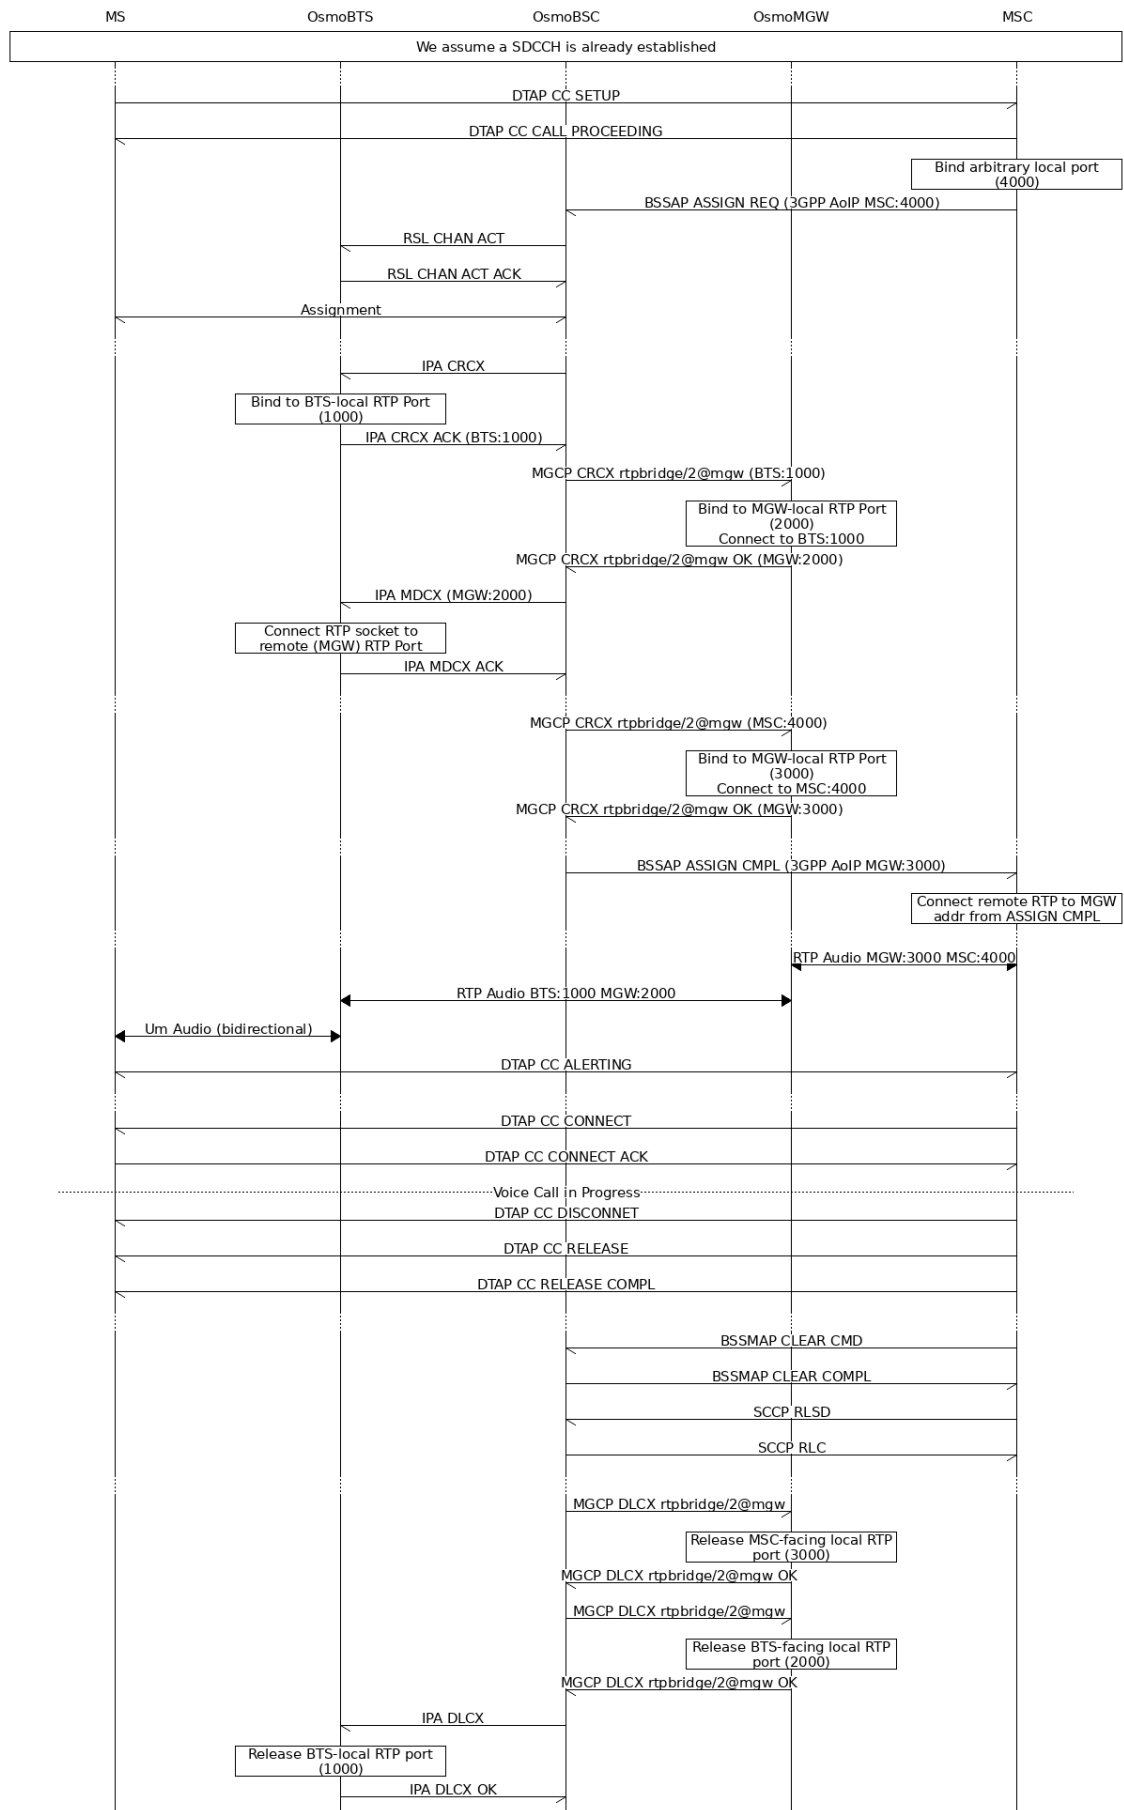 MS OsmoBTS OsmoBSC OsmoMGW MSC
We assume a SDCCH is already established
DTAP CC SETUP
DTAP CC CALL PROCEEDING
Bind arbitrary local port
(4000)
BSSAP ASSIGN REQ (3GPP AoIP MSC:4000)
RSL CHAN ACT
RSL CHAN ACT ACK
Assignment
IPA CRCX
Bind to BTS-local RTP Port
(1000)
IPA CRCX ACK (BTS:1000)
MGCP CRCX rtpbridge/2@mgw (BTS:1000)
Bind to MGW-local RTP Port
(2000)
Connect to BTS:1000
MGCP CRCX rtpbridge/2@mgw OK (MGW:2000)
IPA MDCX (MGW:2000)
Connect RTP socket to
remote (MGW) RTP Port
IPA MDCX ACK
MGCP CRCX rtpbridge/2@mgw (MSC:4000)
Bind to MGW-local RTP Port
(3000)
Connect to MSC:4000
MGCP CRCX rtpbridge/2@mgw OK (MGW:3000)
BSSAP ASSIGN CMPL (3GPP AoIP MGW:3000)
Connect remote RTP to MGW
addr from ASSIGN CMPL
RTP Audio MGW:3000 MSC:4000
RTP Audio BTS:1000 MGW:2000
Um Audio (bidirectional)
DTAP CC ALERTING
DTAP CC CONNECT
DTAP CC CONNECT ACK
Voice Call in Progress
DTAP CC DISCONNET
DTAP CC RELEASE
DTAP CC RELEASE COMPL
BSSMAP CLEAR CMD
BSSMAP CLEAR COMPL
SCCP RLSD
SCCP RLC
MGCP DLCX rtpbridge/2@mgw
Release MSC-facing local RTP
port (3000)
MGCP DLCX rtpbridge/2@mgw OK
MGCP DLCX rtpbridge/2@mgw
Release BTS-facing local RTP
port (2000)
MGCP DLCX rtpbridge/2@mgw OK
IPA DLCX
Release BTS-local RTP port
(1000)
IPA DLCX OK